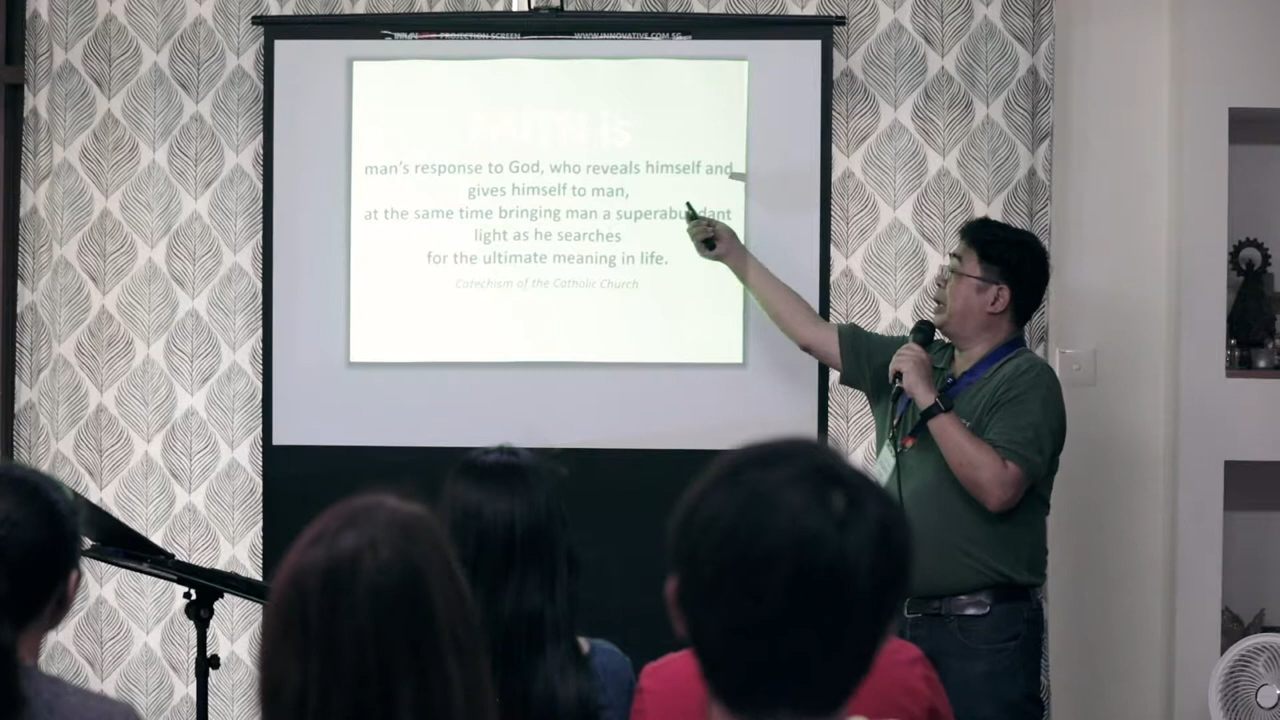 PROJECTION SCREEN WWW.INNOVATIVE.COM.SG
FAITH is
man's response to God, who reveals himself and
gives himself to man,
at the same time bringing man a superabundant
light as he searches
for the ultimate meaning in life.
Catechism of the Catholic Church